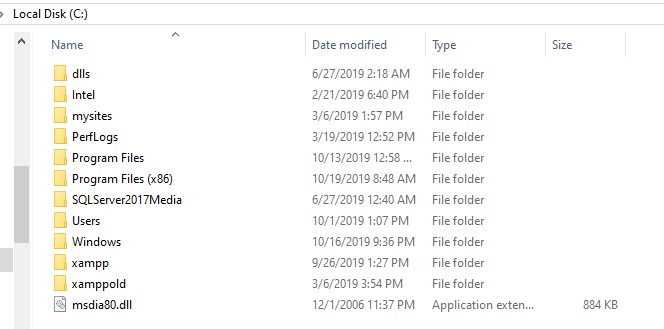 Local Disk (C:)
Name Date modified Type Size
dlls 6/27/2019 2:18 AM File folder
Intel 2/21/2019 6:40 PM File folder
mysites 3/6/2019 1:57 PM File folder
PerfLogs 3/19/2019 12:52 PM File folder
Program Files 10/13/2019 12:58 ... File folder
Program Files (x86) 10/19/2019 8:48 AM File folder
SQLServer2017Media 6/27/2019 12:40 AM File folder
Users 10/1/2019 1:07 PM File folder
Windows 10/16/2019 9:36 PM File folder
xampp 9/26/2019 1:27 PM File folder
xamppold 3/6/2019 3:54 PM File folder
msdia80.dll 12/1/2006 11:37 PM Application exten... 884 KB